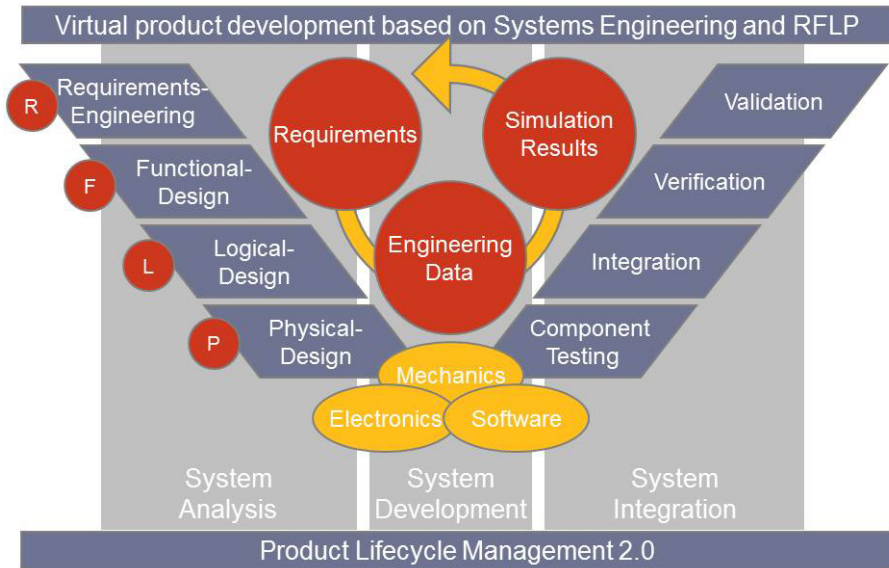 Virtual product development based on Systems Engineering and RFLP
R
Requirements-
Engineering
F
Functional-
Design
L
Logical-
Design
P
Physical-
Design
Requirements
Simulation
Results
Engineering
Data
Validation
Verification
Integration
Component
Testing
Mechanics
Electronics
Software
System
Analysis
System
Development
System
Integration
Product Lifecycle Management 2.0